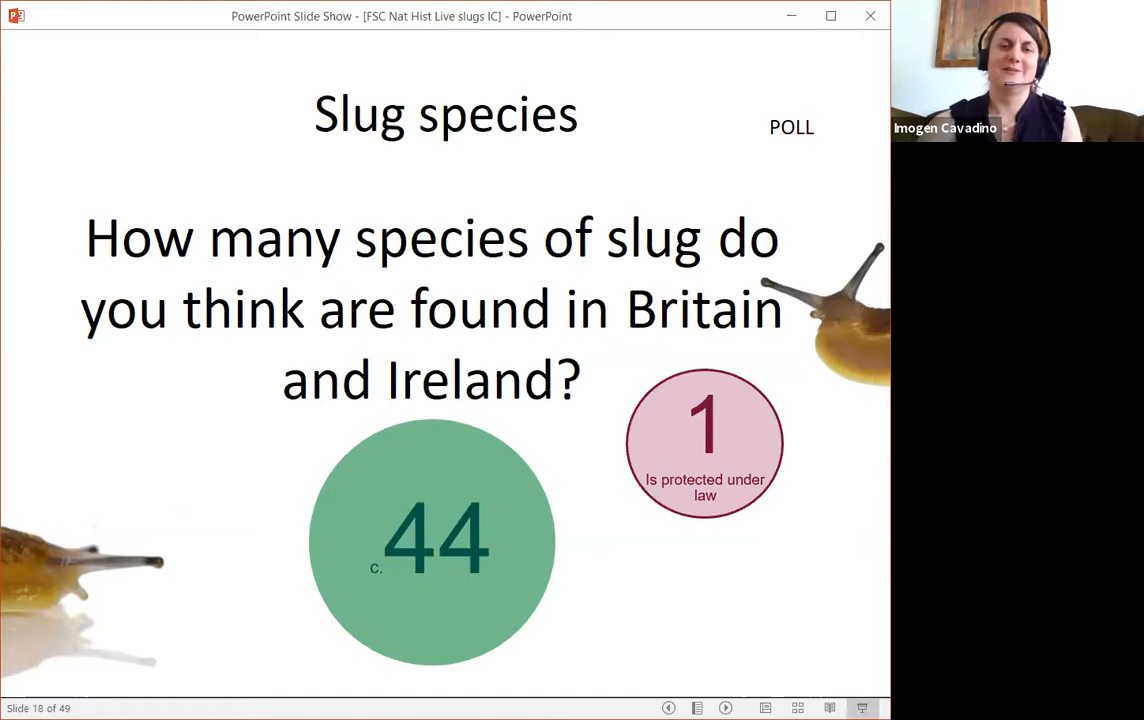 PowerPoint Slide Show - [FSC Nat Hist Live slugs IC] - PowerPoint
Slug species
POLL
Imogen Cavadino
How many species of slug do
you think are found in Britain
and Ireland?
1
Is protected under
law
c. 44
Slide 18 of 49